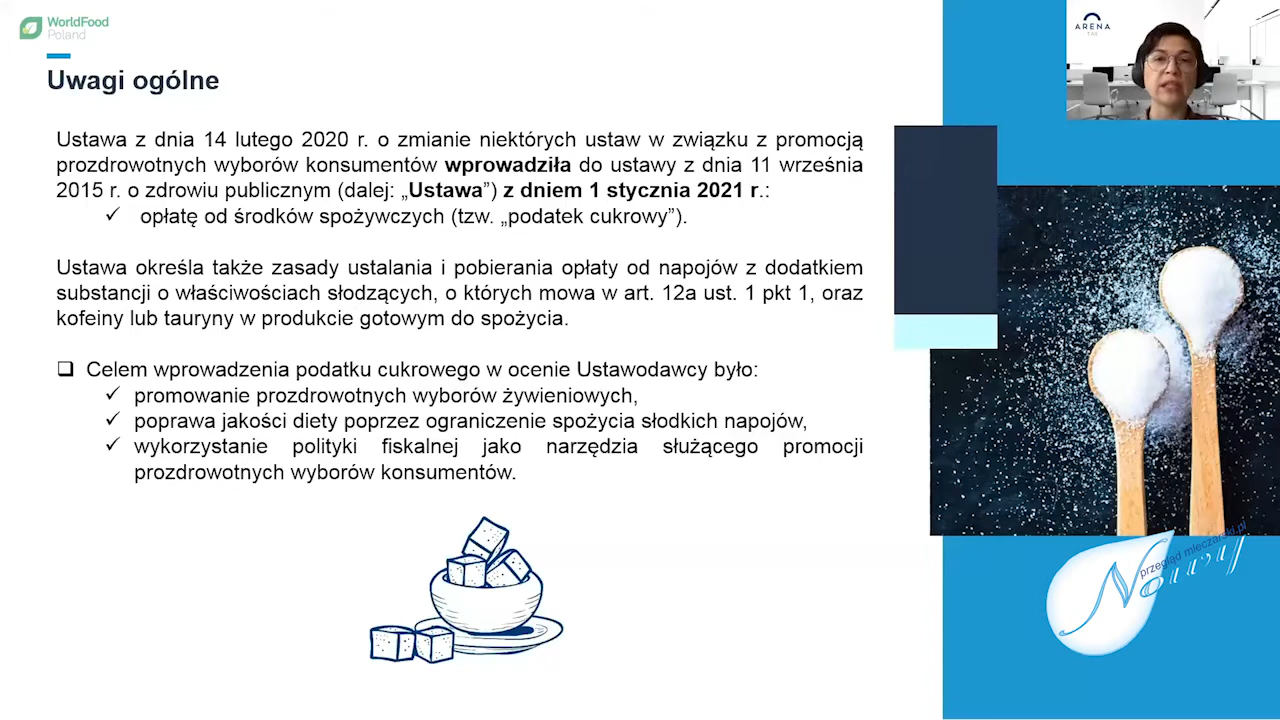 WorldFood
Poland
ARENA
TAX
Uwagi ogólne
Ustawa z dnia 14 lutego 2020 r. o zmianie niektórych ustaw w związku z promocją
prozdrowotnych wyborów konsumentów wprowadziła do ustawy z dnia 11 września
2015 r. o zdrowiu publicznym (dalej: „Ustawa”) z dniem 1 stycznia 2021 r.:
✓ opłatę od środków spożywczych (tzw. „podatek cukrowy”).
Ustawa określa także zasady ustalania i pobierania opłaty od napojów z dodatkiem
substancji o właściwościach słodzących, o których mowa w art. 12a ust. 1 pkt 1, oraz
kofeiny lub tauryny w produkcie gotowym do spożycia.
❑ Celem wprowadzenia podatku cukrowego w ocenie Ustawodawcy było:
✓ promowanie prozdrowotnych wyborów żywieniowych,
✓ poprawa jakości diety poprzez ograniczenie spożycia słodkich napojów,
✓ wykorzystanie polityki fiskalnej jako narzędzia służącego promocji
prozdrowotnych wyborów konsumentów.
przegląd mleczarski.pl
Nowy